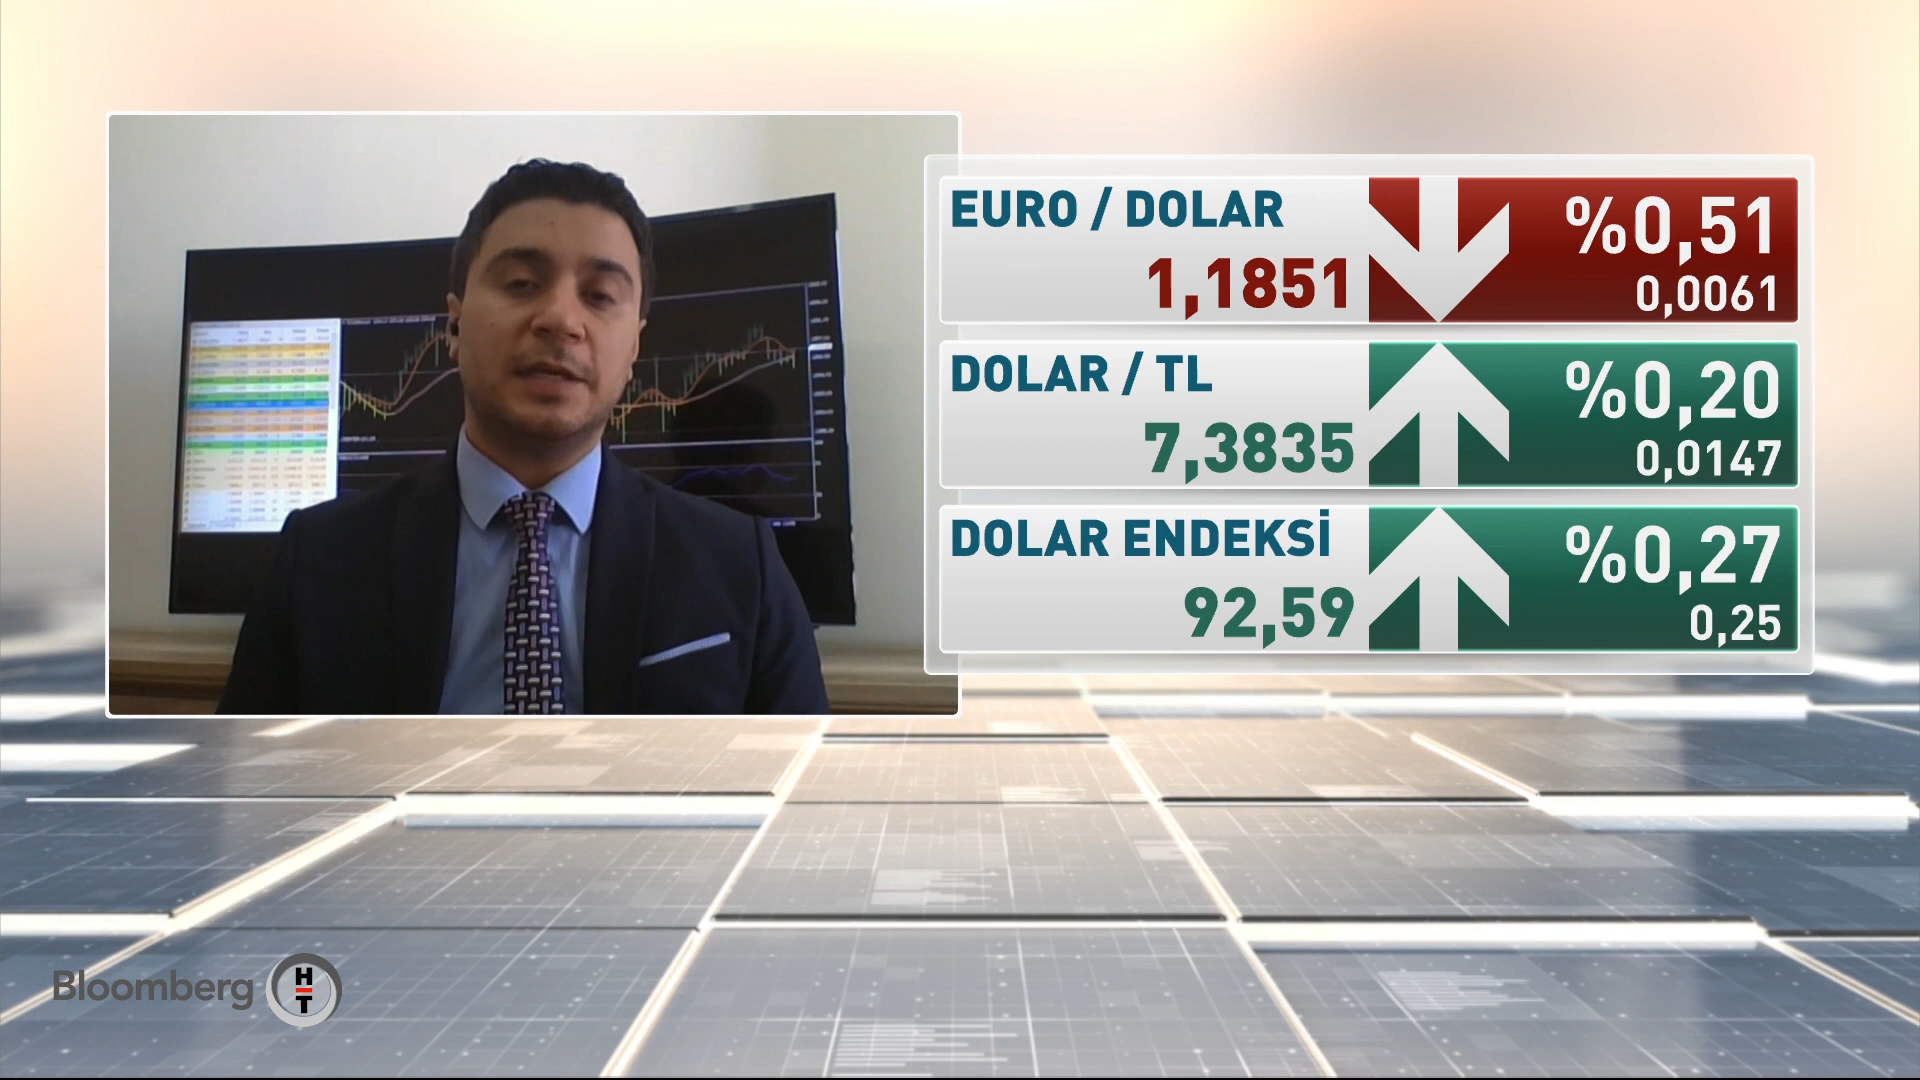 EURO / DOLAR
1,1851
%0,51
0,0061
DOLAR / TL
7,3835
%0,20
0,0147
DOLAR ENDEKSİ
92,59
%0,27
0,25
Bloomberg HT